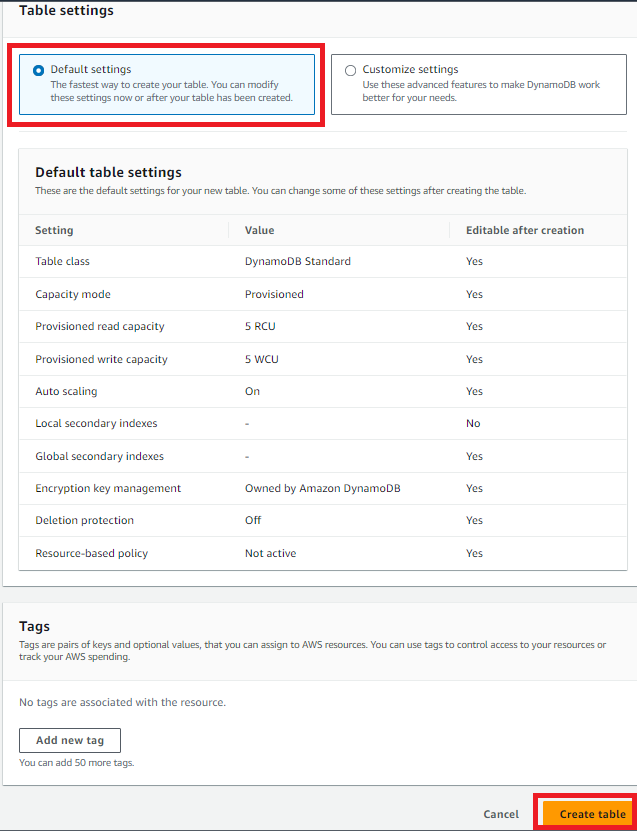 Table settings
Default settings
The fastest way to create your table. You can modify
these settings now or after your table has been created.
Customize settings
Use these advanced features to make DynamoDB work
better for your needs.
Default table settings
These are the default settings for your new table. You can change some of these settings after creating the table.
Setting Value Editable after creation
Table class DynamoDB Standard Yes
Capacity mode Provisioned Yes
Provisioned read capacity 5 RCU Yes
Provisioned write capacity 5 WCU Yes
Auto scaling On Yes
Local secondary indexes - No
Global secondary indexes - Yes
Encryption key management Owned by Amazon DynamoDB Yes
Deletion protection Off Yes
Resource-based policy Not active Yes
Tags
Tags are pairs of keys and optional values, that you can assign to AWS resources. You can use tags to control access to your resources or
track your AWS spending.
No tags are associated with the resource.
Add new tag
You can add 50 more tags.
Cancel Create table